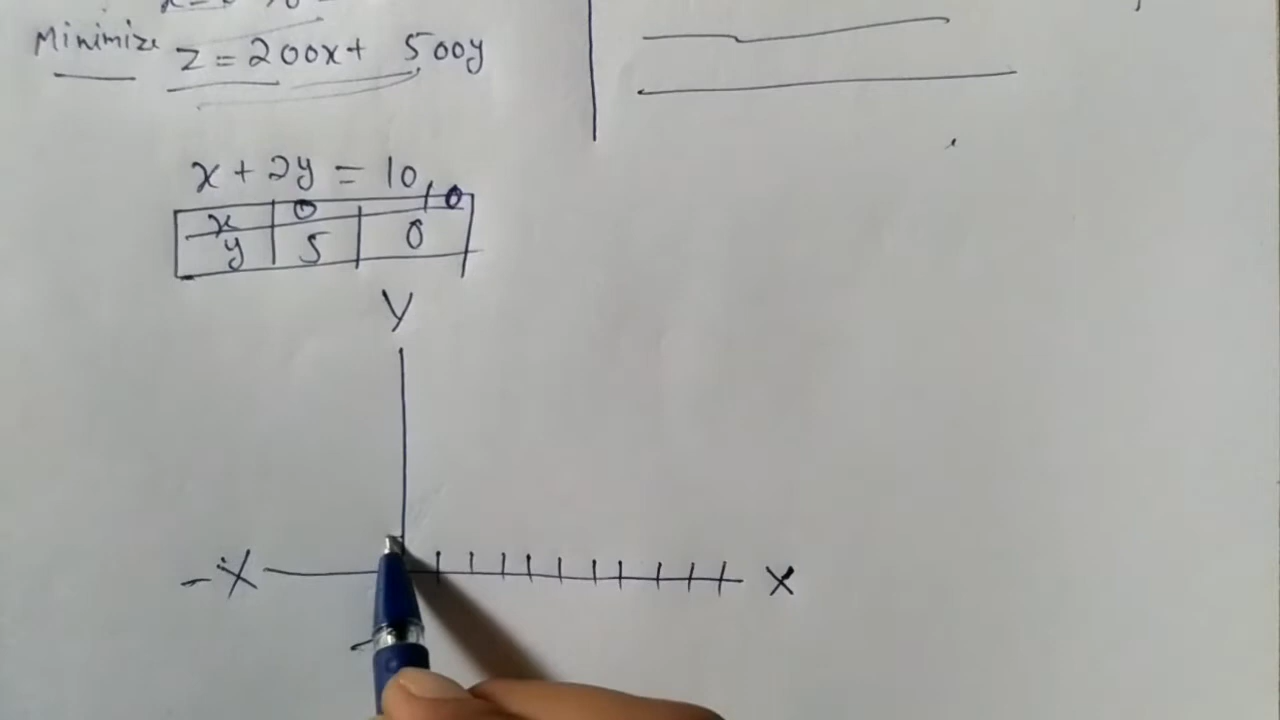 Minimize z = 200x + 500y
x + 2y = 10
x 0 10
y 5 0
Y
-X X